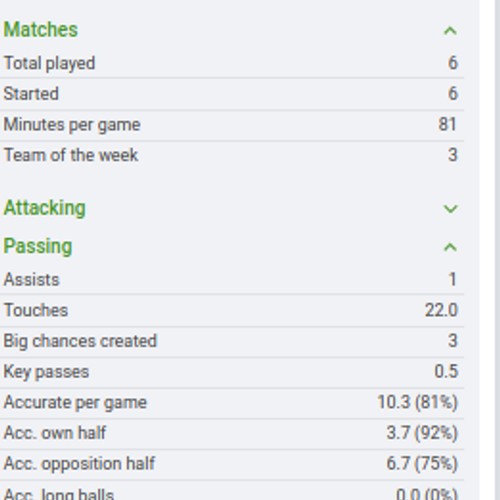 Matches
Total played 6
Started 6
Minutes per game 81
Team of the week 3
Attacking
Passing
Assists 1
Touches 22.0
Big chances created 3
Key passes 0.5
Accurate per game 10.3 (81%)
Acc. own half 3.7 (92%)
Acc. opposition half 6.7 (75%)
Acc. long balls 0.0 (0%)